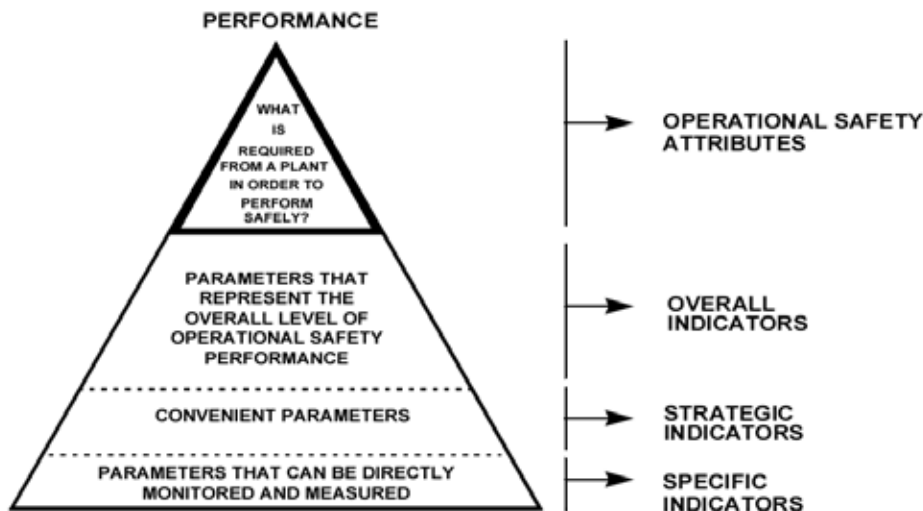 PERFORMANCE
WHAT
IS
REQUIRED
FROM A PLANT
IN ORDER TO
PERFORM
SAFELY?
OPERATIONAL SAFETY
ATTRIBUTES
PARAMETERS THAT
REPRESENT THE
OVERALL LEVEL OF
OPERATIONAL SAFETY
PERFORMANCE
OVERALL
INDICATORS
CONVENIENT PARAMETERS
STRATEGIC
INDICATORS
PARAMETERS THAT CAN BE DIRECTLY
MONITORED AND MEASURED
SPECIFIC
INDICATORS